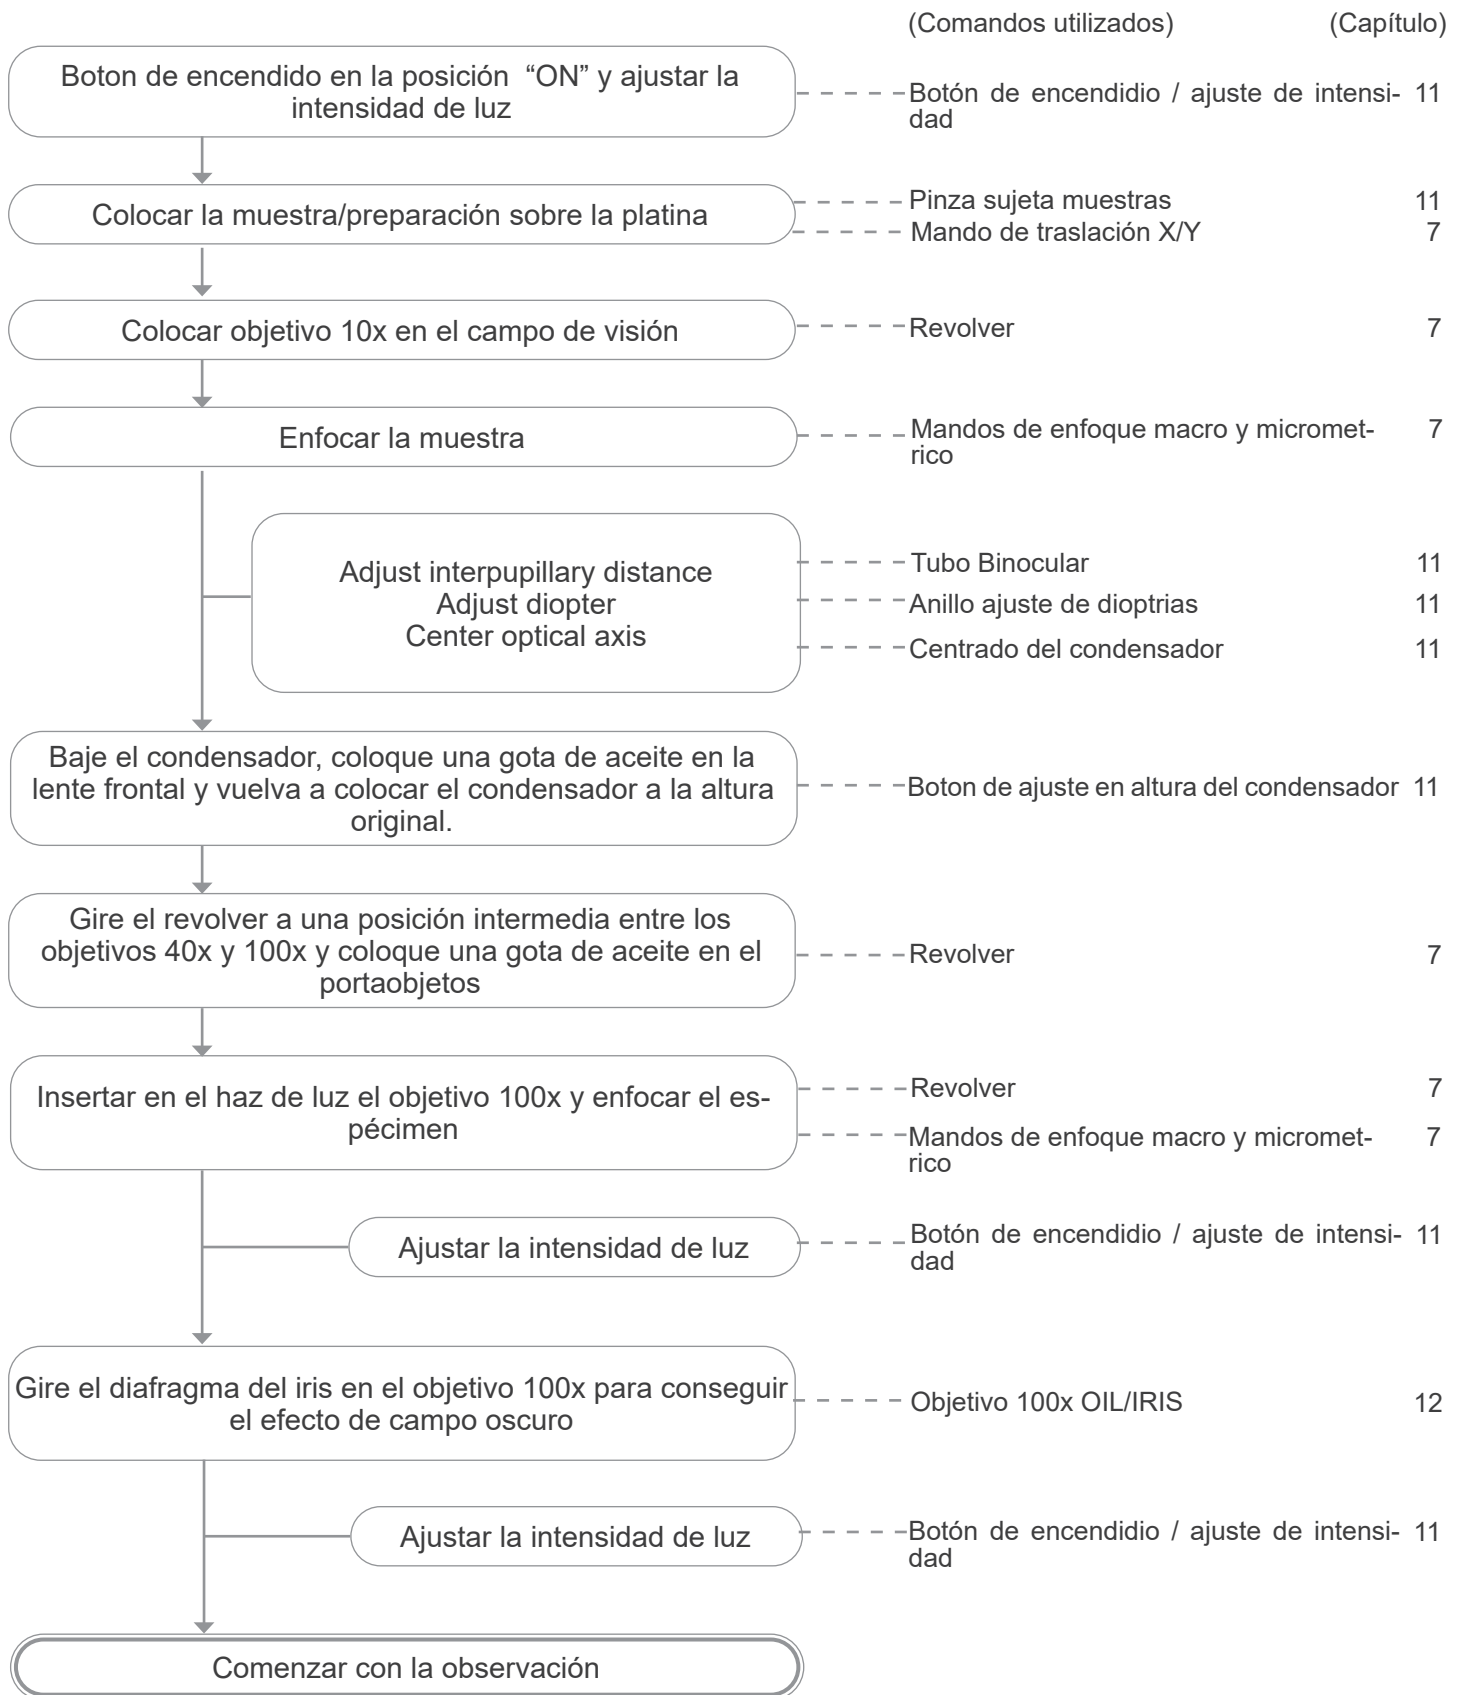 (Comandos utilizados) (Capítulo)
Boton de encendido en la posición “ON” y ajustar la
intensidad de luz
Botón de encendidio / ajuste de intensi- 11
dad
Colocar la muestra/preparación sobre la platina
Pinza sujeta muestras 11
Mando de traslación X/Y 7
Colocar objetivo 10x en el campo de visión
Revolver 7
Enfocar la muestra
Mandos de enfoque macro y micromet- 7
rico
Adjust interpupillary distance
Adjust diopter
Center optical axis
Tubo Binocular 11
Anillo ajuste de dioptrias 11
Centrado del condensador 11
Baje el condensador, coloque una gota de aceite en la
lente frontal y vuelva a colocar el condensador a la altura
original.
Boton de ajuste en altura del condensador 11
Gire el revolver a una posición intermedia entre los
objetivos 40x y 100x y coloque una gota de aceite en el
portaobjetos
Revolver 7
Insertar en el haz de luz el objetivo 100x y enfocar el es-
pécimen
Revolver 7
Mandos de enfoque macro y micromet- 7
rico
Ajustar la intensidad de luz
Botón de encendidio / ajuste de intensi- 11
dad
Gire el diafragma del iris en el objetivo 100x para conseguir
el efecto de campo oscuro
Objetivo 100x OIL/IRIS 12
Ajustar la intensidad de luz
Botón de encendidio / ajuste de intensi- 11
dad
Comenzar con la observación